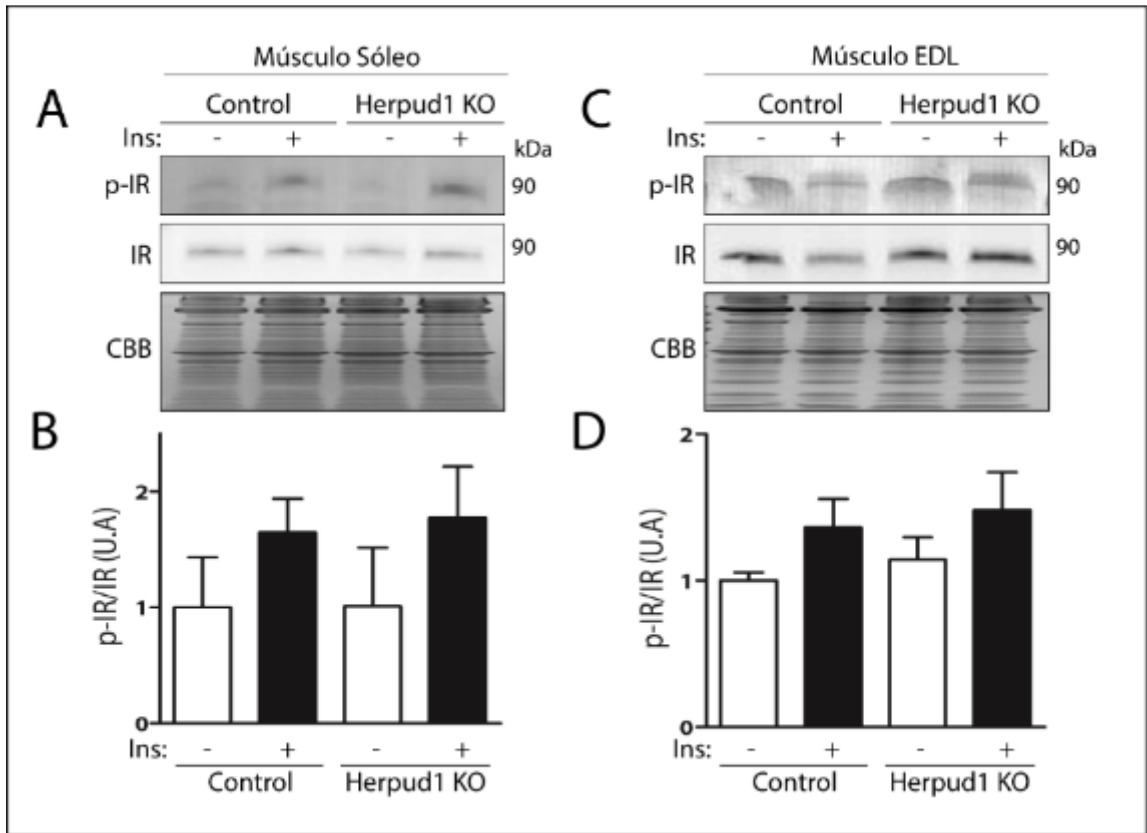 Músculo Sóleo
A
Control Herpud1 KO
Ins: - + - +
kDa
p-IR 90
IR 90
CBB
B
p-IR/IR (U.A)
2
1
0
Ins: - + - +
Control Herpud1 KO
Músculo EDL
C
Control Herpud1 KO
Ins: - + - +
kDa
p-IR 90
IR 90
CBB
D
p-IR/IR (U.A)
2
1
0
Ins: - + - +
Control Herpud1 KO